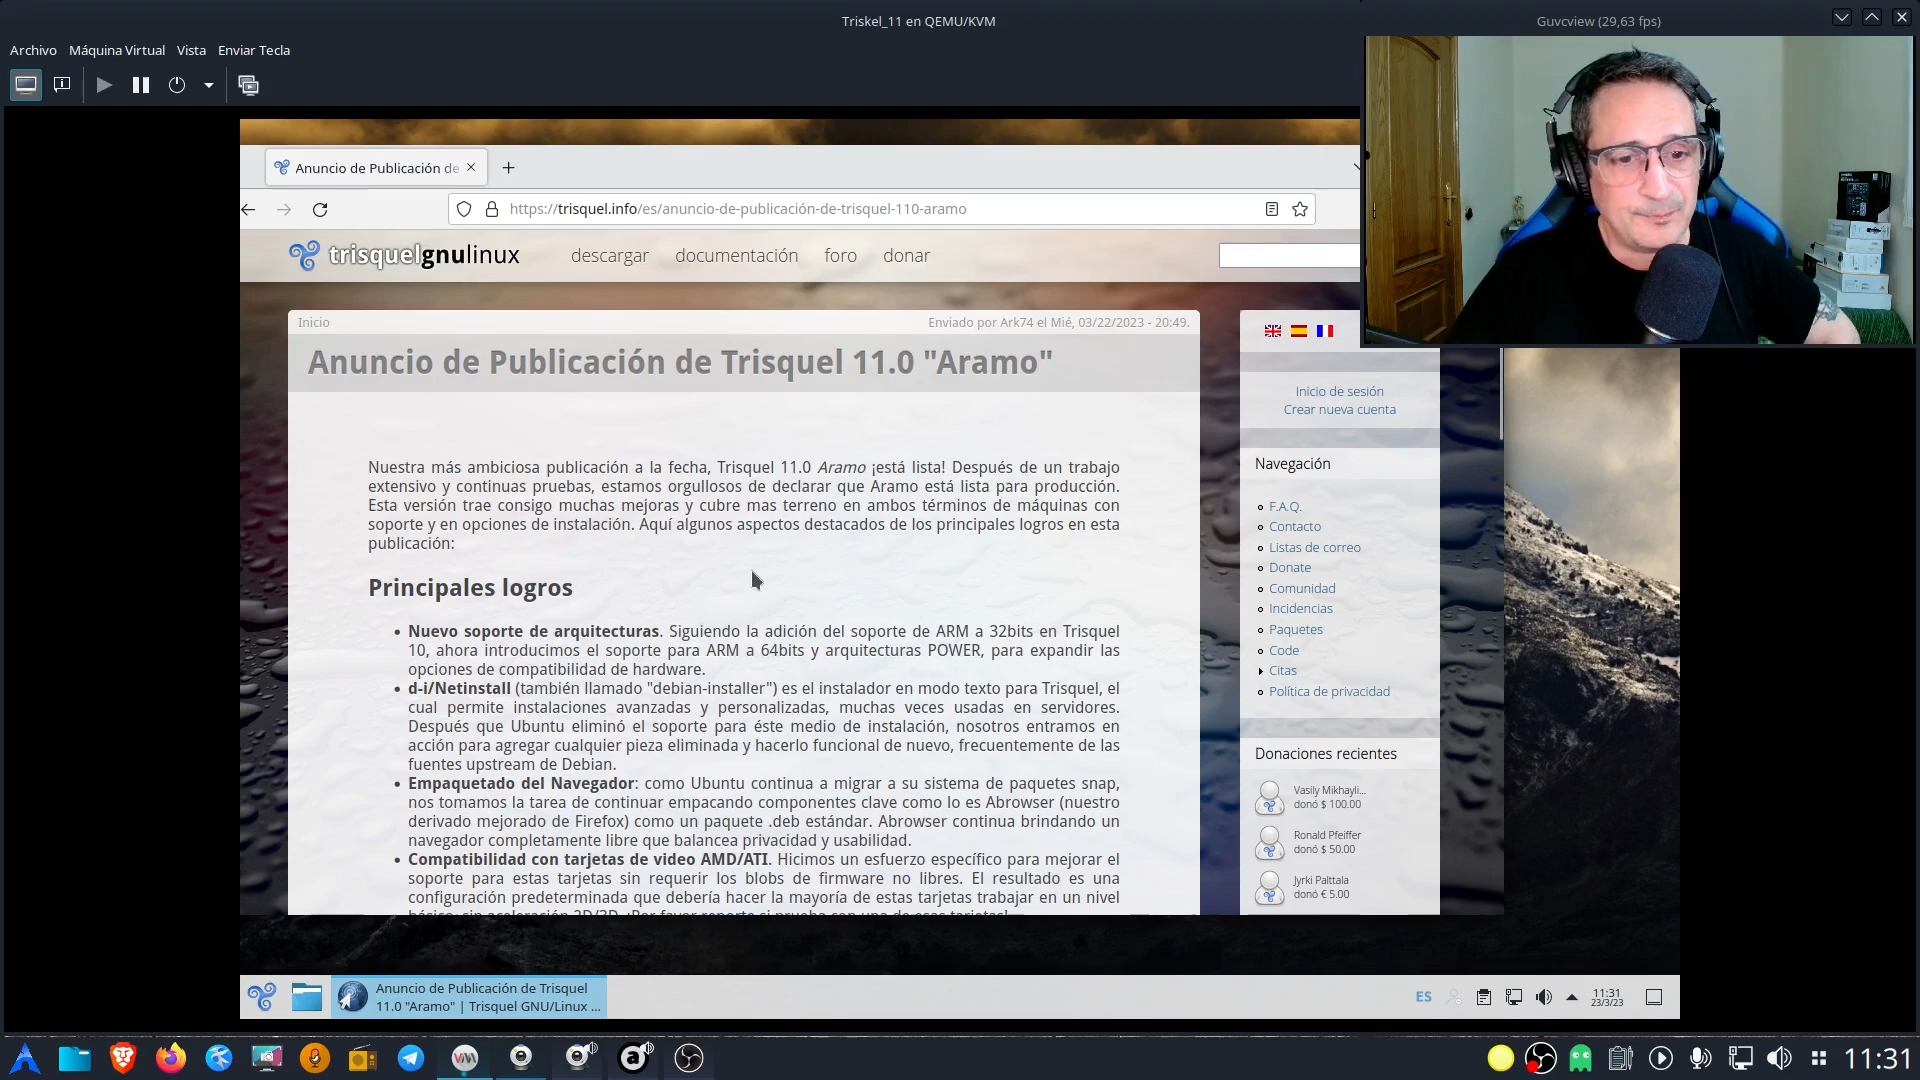 Triskel_11 en QEMU/KVM
Guvcview (29,63 fps)
Archivo Máquina Virtual Vista Enviar Tecla
Anuncio de Publicación de
https://trisquel.info/es/anuncio-de-publicación-de-trisquel-110-aramo
trisquelgnulinux descargar documentación foro donar
Inicio
Enviado por Ark74 el Mié, 03/22/2023 - 20:49.
Anuncio de Publicación de Trisquel 11.0 "Aramo"
Nuestra más ambiciosa publicación a la fecha, Trisquel 11.0 Aramo ¡está lista! Después de un trabajo
extensivo y continuas pruebas, estamos orgullosos de declarar que Aramo está lista para producción.
Esta versión trae consigo muchas mejoras y cubre mas terreno en ambos términos de máquinas con
soporte y en opciones de instalación. Aquí algunos aspectos destacados de los principales logros en esta
publicación:
Principales logros
• Nuevo soporte de arquitecturas. Siguiendo la adición del soporte de ARM a 32bits en Trisquel
10, ahora introducimos el soporte para ARM a 64bits y arquitecturas POWER, para expandir las
opciones de compatibilidad de hardware.
• d-i/Netinstall (también llamado "debian-installer") es el instalador en modo texto para Trisquel, el
cual permite instalaciones avanzadas y personalizadas, muchas veces usadas en servidores.
Después que Ubuntu eliminó el soporte para éste medio de instalación, nosotros entramos en
acción para agregar cualquier pieza eliminada y hacerlo funcional de nuevo, frecuentemente de las
fuentes upstream de Debian.
• Empaquetado del Navegador: como Ubuntu continua a migrar a su sistema de paquetes snap,
nos tomamos la tarea de continuar empacando componentes clave como lo es Abrowser (nuestro
derivado mejorado de Firefox) como un paquete .deb estándar. Abrowser continua brindando un
navegador completamente libre que balancea privacidad y usabilidad.
• Compatibilidad con tarjetas de video AMD/ATI. Hicimos un esfuerzo específico para mejorar el
soporte para estas tarjetas sin requerir los blobs de firmware no libres. El resultado es una
configuración predeterminada que debería hacer la mayoría de estas tarjetas trabajar en un nivel
Inicio de sesión
Crear nueva cuenta
Navegación
F.A.Q.
Contacto
Listas de correo
Donate
Comunidad
Incidencias
Paquetes
Code
Citas
Política de privacidad
Donaciones recientes
Vasily Mikhayli...
donó $ 100.00
Ronald Pfeiffer
donó $ 50.00
Jyrki Palttala
donó € 5.00
Anuncio de Publicación de Trisquel
11.0 "Aramo" | Trisquel GNU/Linux ...
ES
11:31
23/3/23
11:31